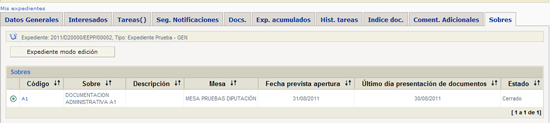 Mis expedientes
Datos Generales Interesados Tareas() Seg. Notificaciones Docs. Exp. acumulados Hist. tareas Indice doc. Coment. Adicionales Sobres
Expediente: 2011/D20000/EEPP/00002, Tipo: Expediente Prueba - GEN
Expediente modo edición
Sobres
Código Sobre Descripción Mesa Fecha prevista apertura Último día presentación de documentos Estado
A1 DOCUMENTACION ADMINISTRATIVA A1 MESA PRUEBAS DIPUTACIÓN 31/08/2011 30/08/2011 Cerrado
[ 1 a 1 de 1]